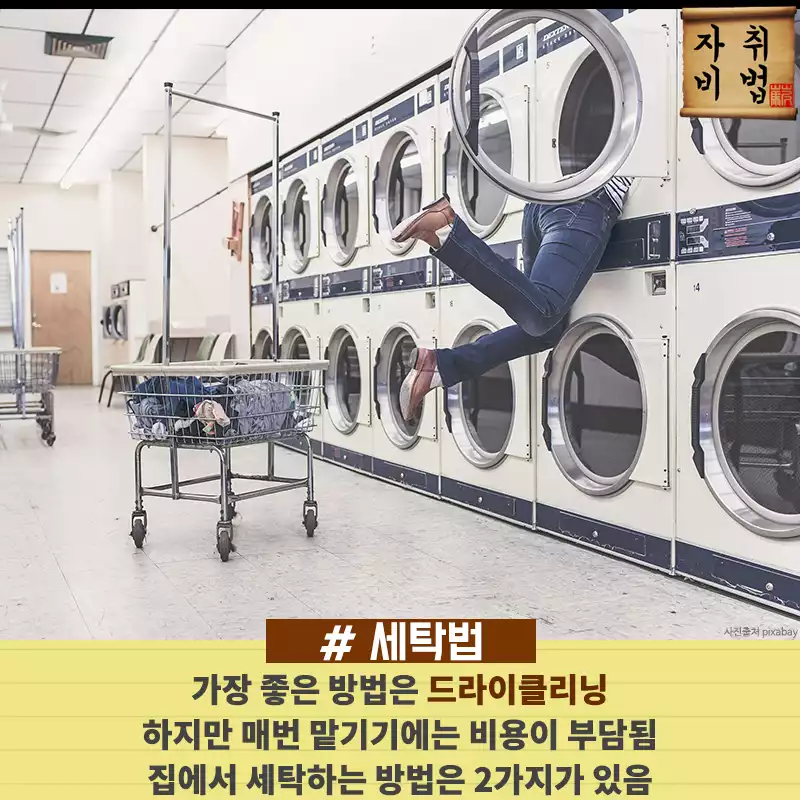 자취
비법
DEXTER
14
사진출처 pixabay
# 세탁법
가장 좋은 방법은 드라이클리닝
하지만 매번 맡기기에는 비용이 부담됨
집에서 세탁하는 방법은 2가지가 있음